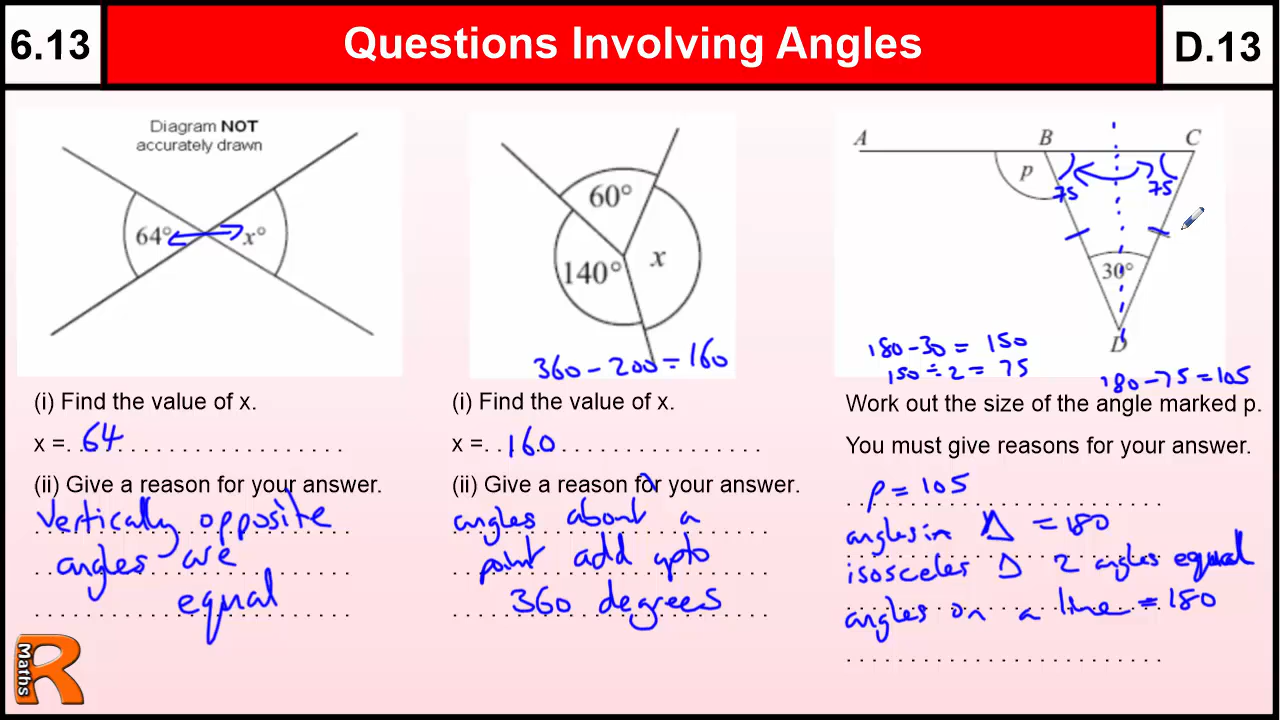 6.13
Questions Involving Angles
D.13
Diagram NOT
accurately drawn
64°
x°
(i) Find the value of x.
x = 64
(ii) Give a reason for your answer.
vertically opposite
angles are
equal
60°
140°
x
360 - 200 = 160
(i) Find the value of x.
x = 160
(ii) Give a reason for your answer.
angles about a
point add upto
360 degrees
A
B
C
p
75
75
30°
D
180 - 30 = 150
150 ÷ 2 = 75
180 - 75 = 105
Work out the size of the angle marked p.
You must give reasons for your answer.
p = 105
angles in Δ = 180
isosceles Δ 2 angles equal
angles on a line = 180
R
Maths